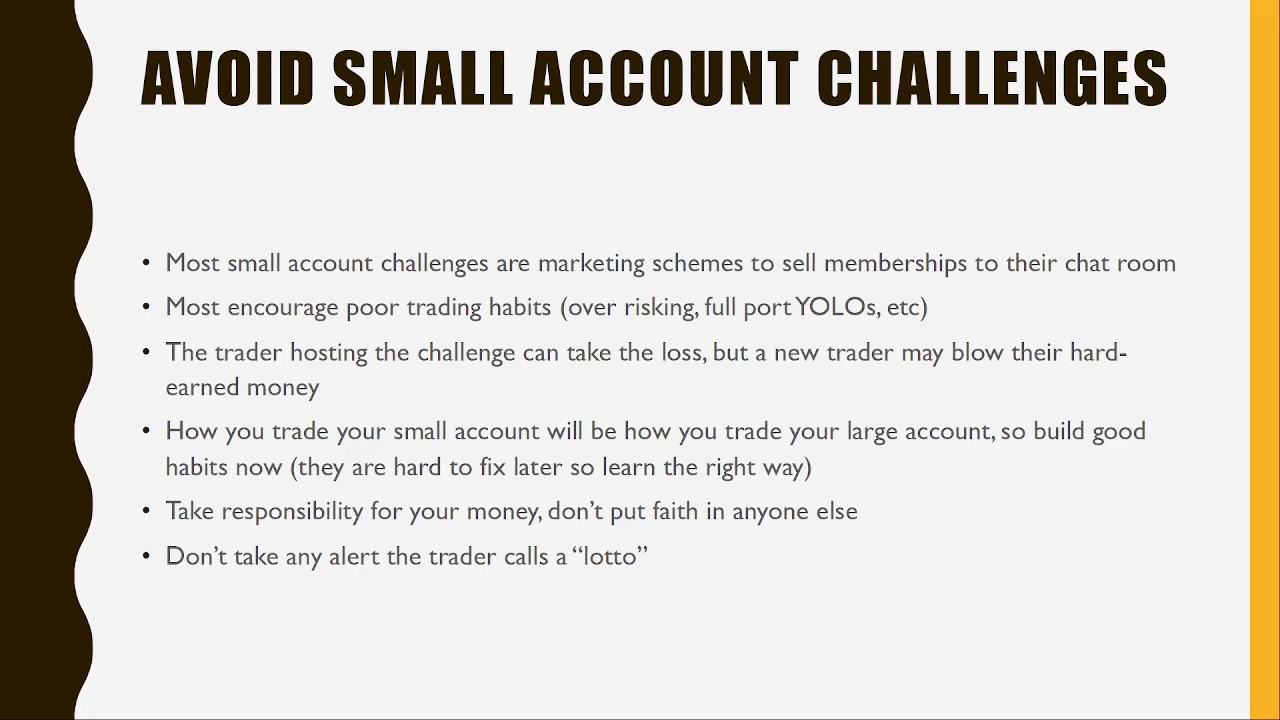 AVOID SMALL ACCOUNT CHALLENGES
• Most small account challenges are marketing schemes to sell memberships to their chat room
• Most encourage poor trading habits (over risking, full port YOLOs, etc)
• The trader hosting the challenge can take the loss, but a new trader may blow their hard-
earned money
• How you trade your small account will be how you trade your large account, so build good
habits now (they are hard to fix later so learn the right way)
• Take responsibility for your money, don’t put faith in anyone else
• Don’t take any alert the trader calls a “lotto”